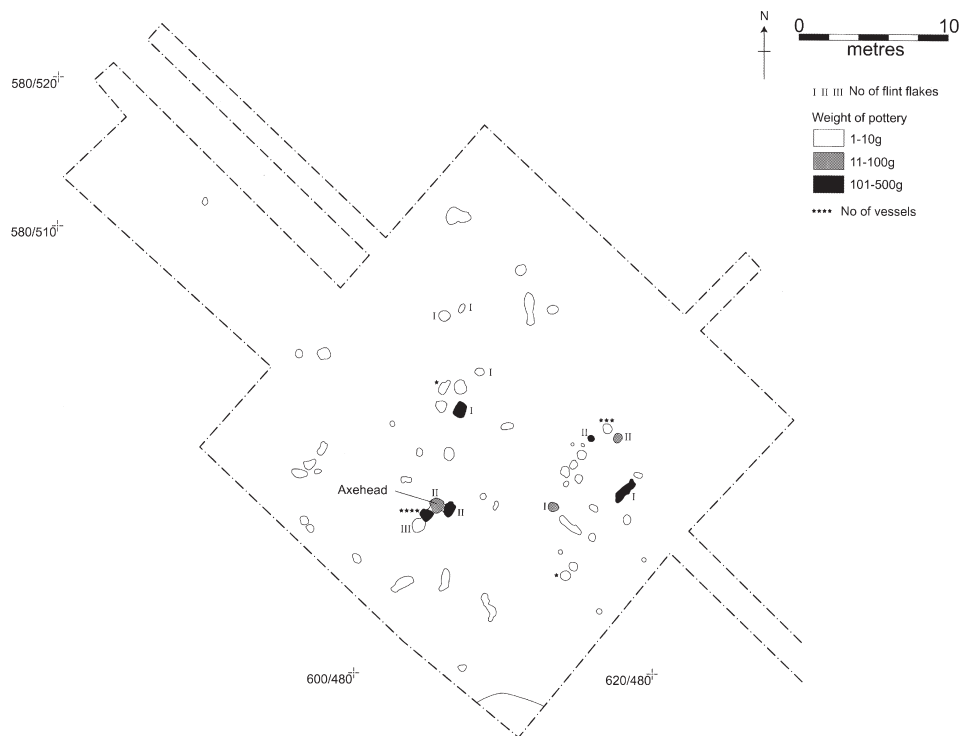 N
0 10
metres
580/520
I II III No of flint flakes
Weight of pottery
1-10g
11-100g
101-500g
**** No of vessels
580/510
I I
I
*
I
***
II II
Axehead
II
I
****
II
I
III
*
600/480
620/480